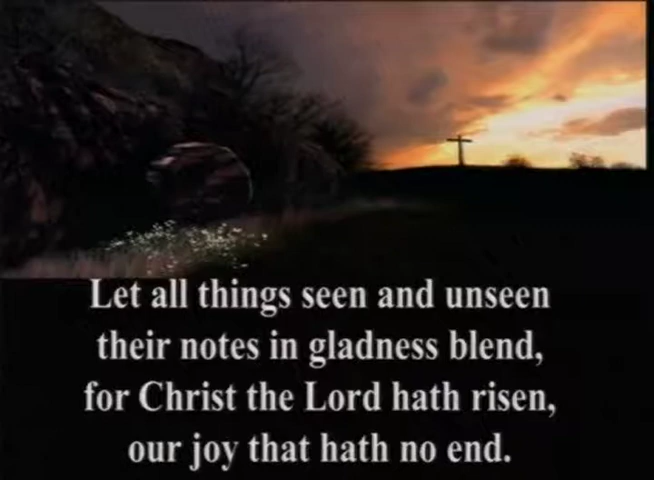 Let all things seen and unseen
their notes in gladness blend,
for Christ the Lord hath risen,
our joy that hath no end.